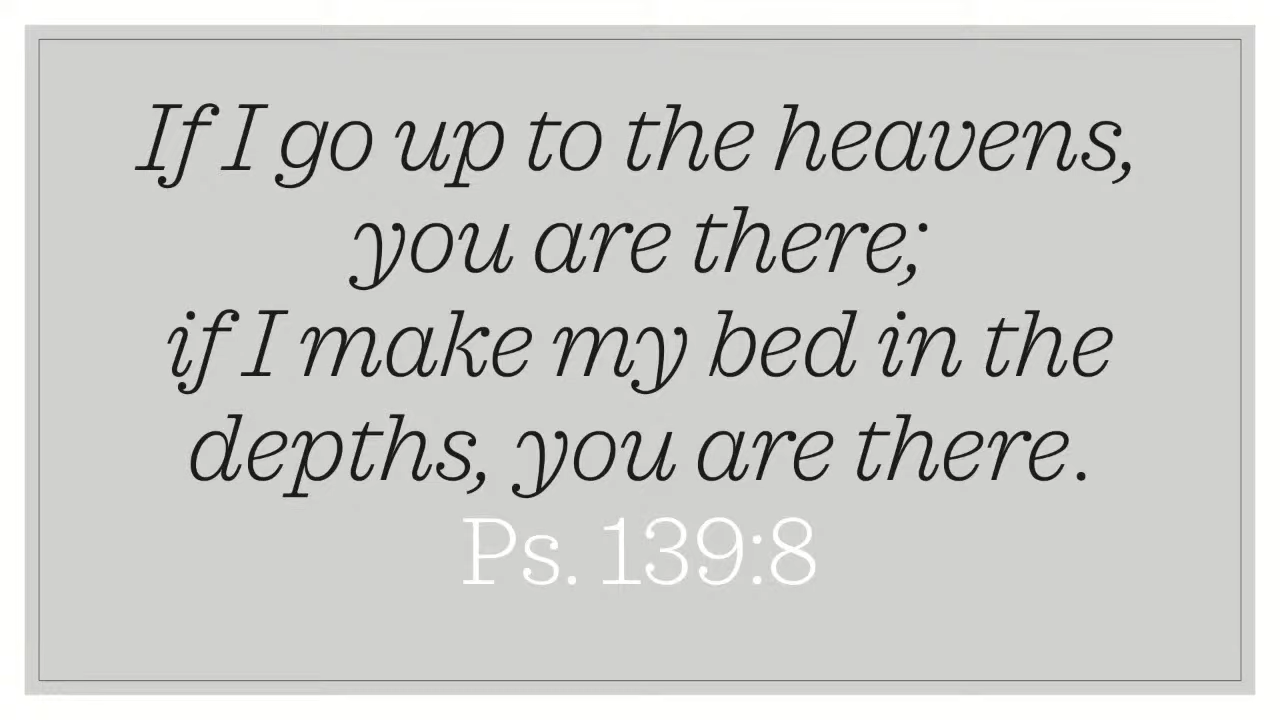 If I go up to the heavens,
you are there;
if I make my bed in the
depths, you are there.
Ps. 139:8